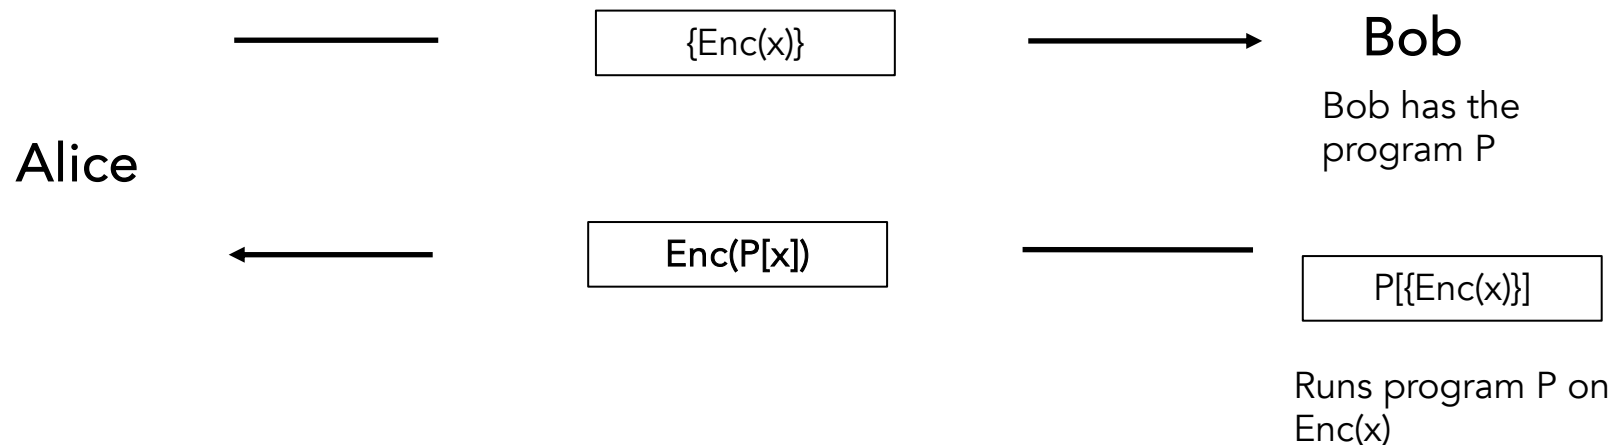 {Enc(x)}
Bob
Bob has the
program P
Alice
Enc(P[x])
P[{Enc(x)}]
Runs program P on
Enc(x)